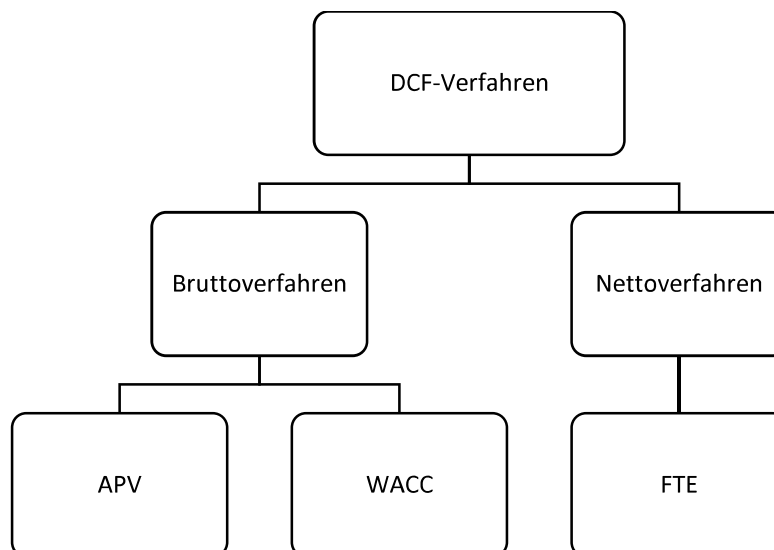 DCF-Verfahren
Bruttoverfahren
Nettoverfahren
APV
WACC
FTE